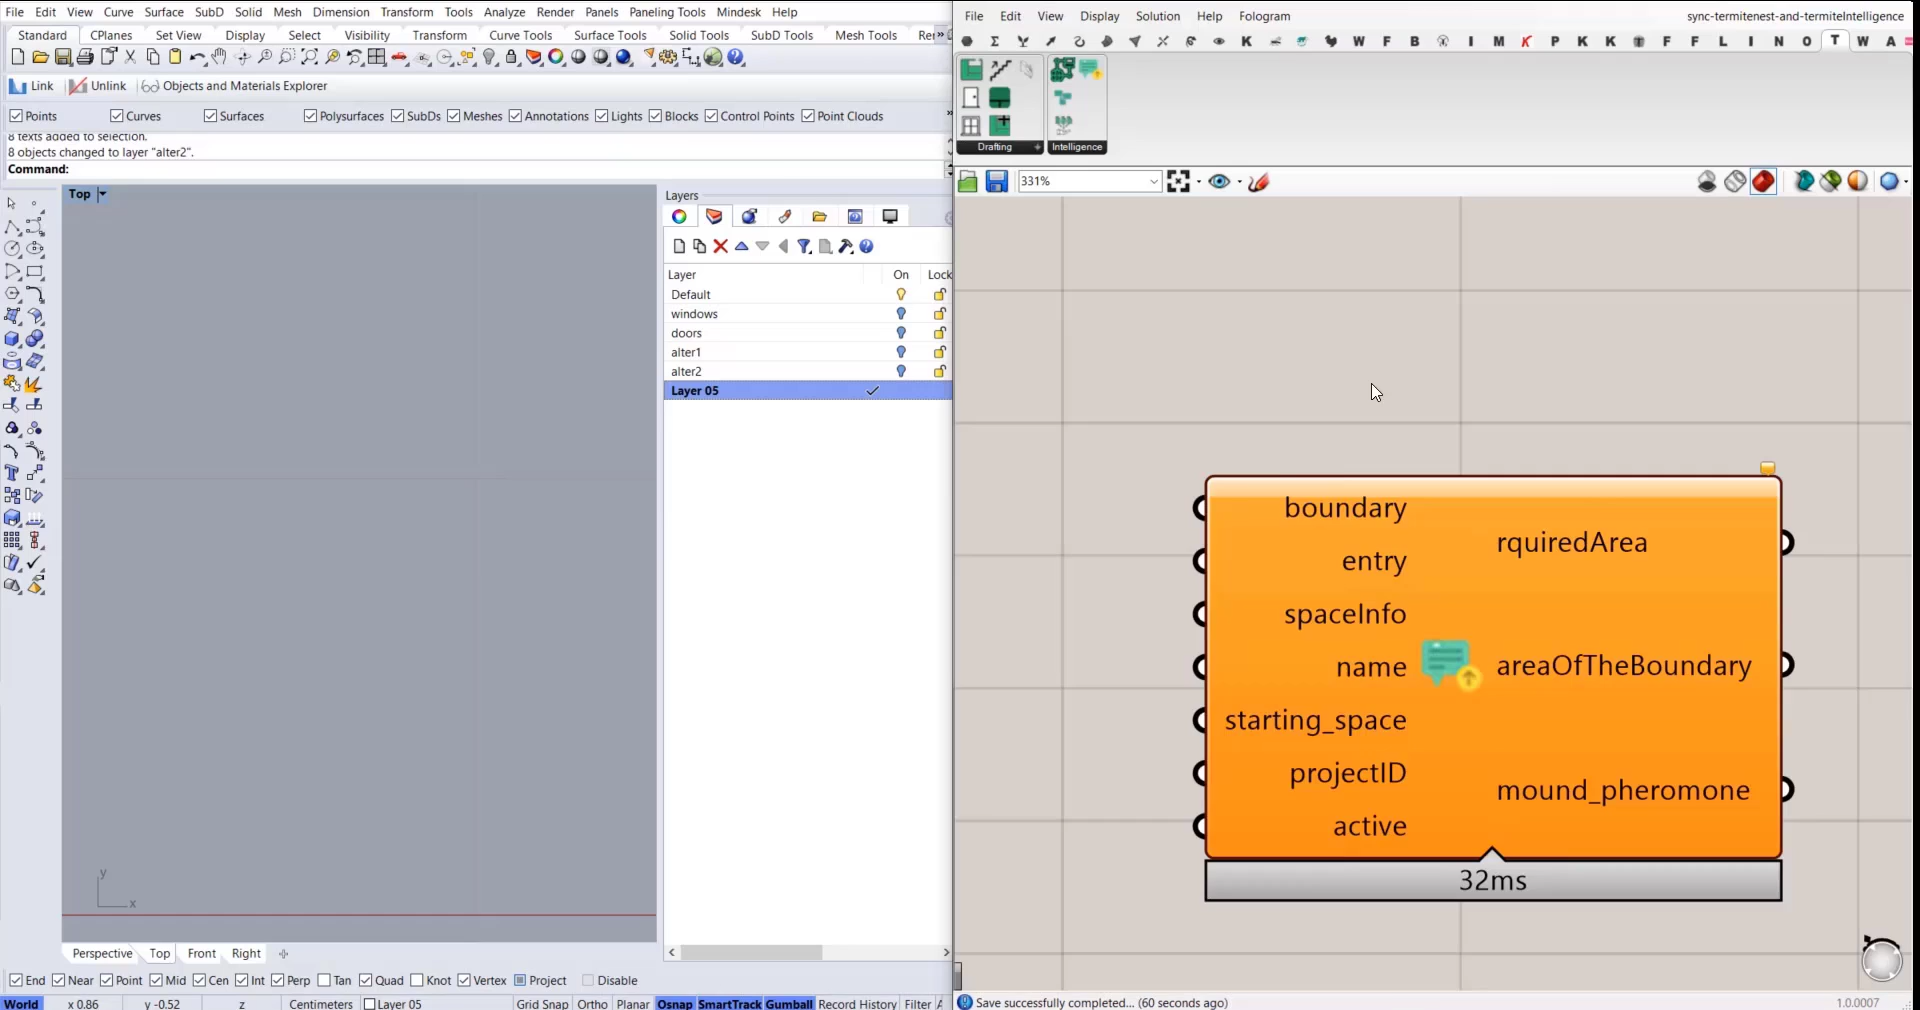 File Edit View Curve Surface SubD Solid Mesh Dimension Transform Tools Analyze Render Panels Paneling Tools Mindesk Help
Standard CPlanes Set View Display Select Visibility Transform Curve Tools Surface Tools Solid Tools SubD Tools Mesh Tools Re »
Link Unlink Objects and Materials Explorer
Points Curves Surfaces Polysurfaces SubDs Meshes Annotations Lights Blocks Control Points Point Clouds »
8 texts added to selection.
8 objects changed to layer "alter2".
Command:
Top
Layers
Layer On Lock
Default
windows
doors
alter1
alter2
Layer 05
y
x
Perspective Top Front Right
End Near Point Mid Cen Int Perp Tan Quad Knot Vertex Project Disable
World x 0.86 y -0.52 z Centimeters Layer 05 Grid Snap Ortho Planar Osnap SmartTrack Gumball Record History Filter A
File Edit View Display Solution Help Fologram sync-termitenest-and-termiteIntelligence
K W F B I M K P K K F F L I N O T W A
Drafting + Intelligence
331%
boundary
entry
spaceInfo
name
starting_space
projectID
active
rquiredArea
areaOfTheBoundary
mound_pheromone
32ms
Save successfully completed... (60 seconds ago) 1.0.0007